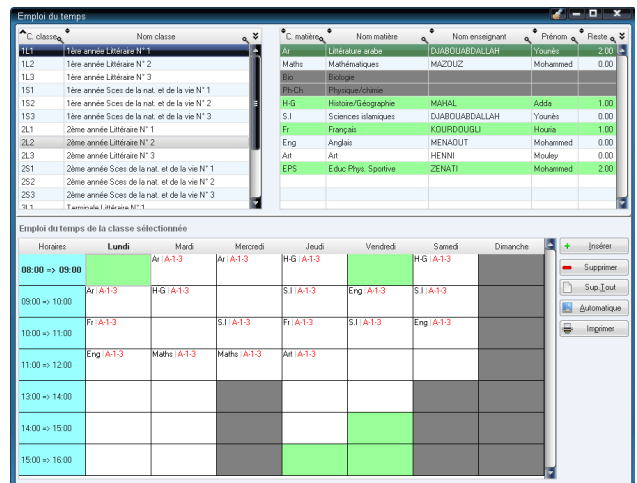 Emploi du temps
C. classe Nom classe
1L1 1ère année Littéraire N° 1
1L2 1ère année Littéraire N° 2
1L3 1ère année Littéraire N° 3
1S1 1ère année Sces de la nat. et de la vie N° 1
1S2 1ère année Sces de la nat. et de la vie N° 2
1S3 1ère année Sces de la nat. et de la vie N° 3
2L1 2ème année Littéraire N° 1
2L2 2ème année Littéraire N° 2
2L3 2ème année Littéraire N° 3
2S1 2ème année Sces de la nat. et de la vie N° 1
2S2 2ème année Sces de la nat. et de la vie N° 2
2S3 2ème année Sces de la nat. et de la vie N° 3
3L1 Terminale Littéraire N° 1
C. matière Nom matière Nom enseignant Prénom Reste
Ar Littérature arabe DJABOUABDALLAH Younès 2.00
Maths Mathématiques MAZOUZ Mohammed 0.00
Bio Biologie
Ph-Ch Physique/chimie
H-G Histoire/Géographie MAHAL Adda 1.00
S.I Sciences islamiques DJABOUABDALLAH Younès 0.00
Fr Français KOURDOUGLI Houria 1.00
Eng Anglais MENAOUT Mohammed 0.00
Art Art HENNI Mouley 0.00
EPS Educ Phys. Sportive ZENATI Mohammed 2.00
Emploi du temps de la classe sélectionnée
Horaires Lundi Mardi Mercredi Jeudi Vendredi Samedi Dimanche
08:00 => 09:00 Ar | A-1-3 Ar | A-1-3 H-G | A-1-3 H-G | A-1-3
09:00 => 10:00 Ar | A-1-3 H-G | A-1-3 S.I | A-1-3 Eng | A-1-3 S.I | A-1-3
10:00 => 11:00 Fr | A-1-3 S.I | A-1-3 Fr | A-1-3 S.I | A-1-3 Eng | A-1-3
11:00 => 12:00 Eng | A-1-3 Maths | A-1-3 Maths | A-1-3 Art | A-1-3
13:00 => 14:00
14:00 => 15:00
15:00 => 16:00
Insérer
Supprimer
Sup.Tout
Automatique
Imprimer